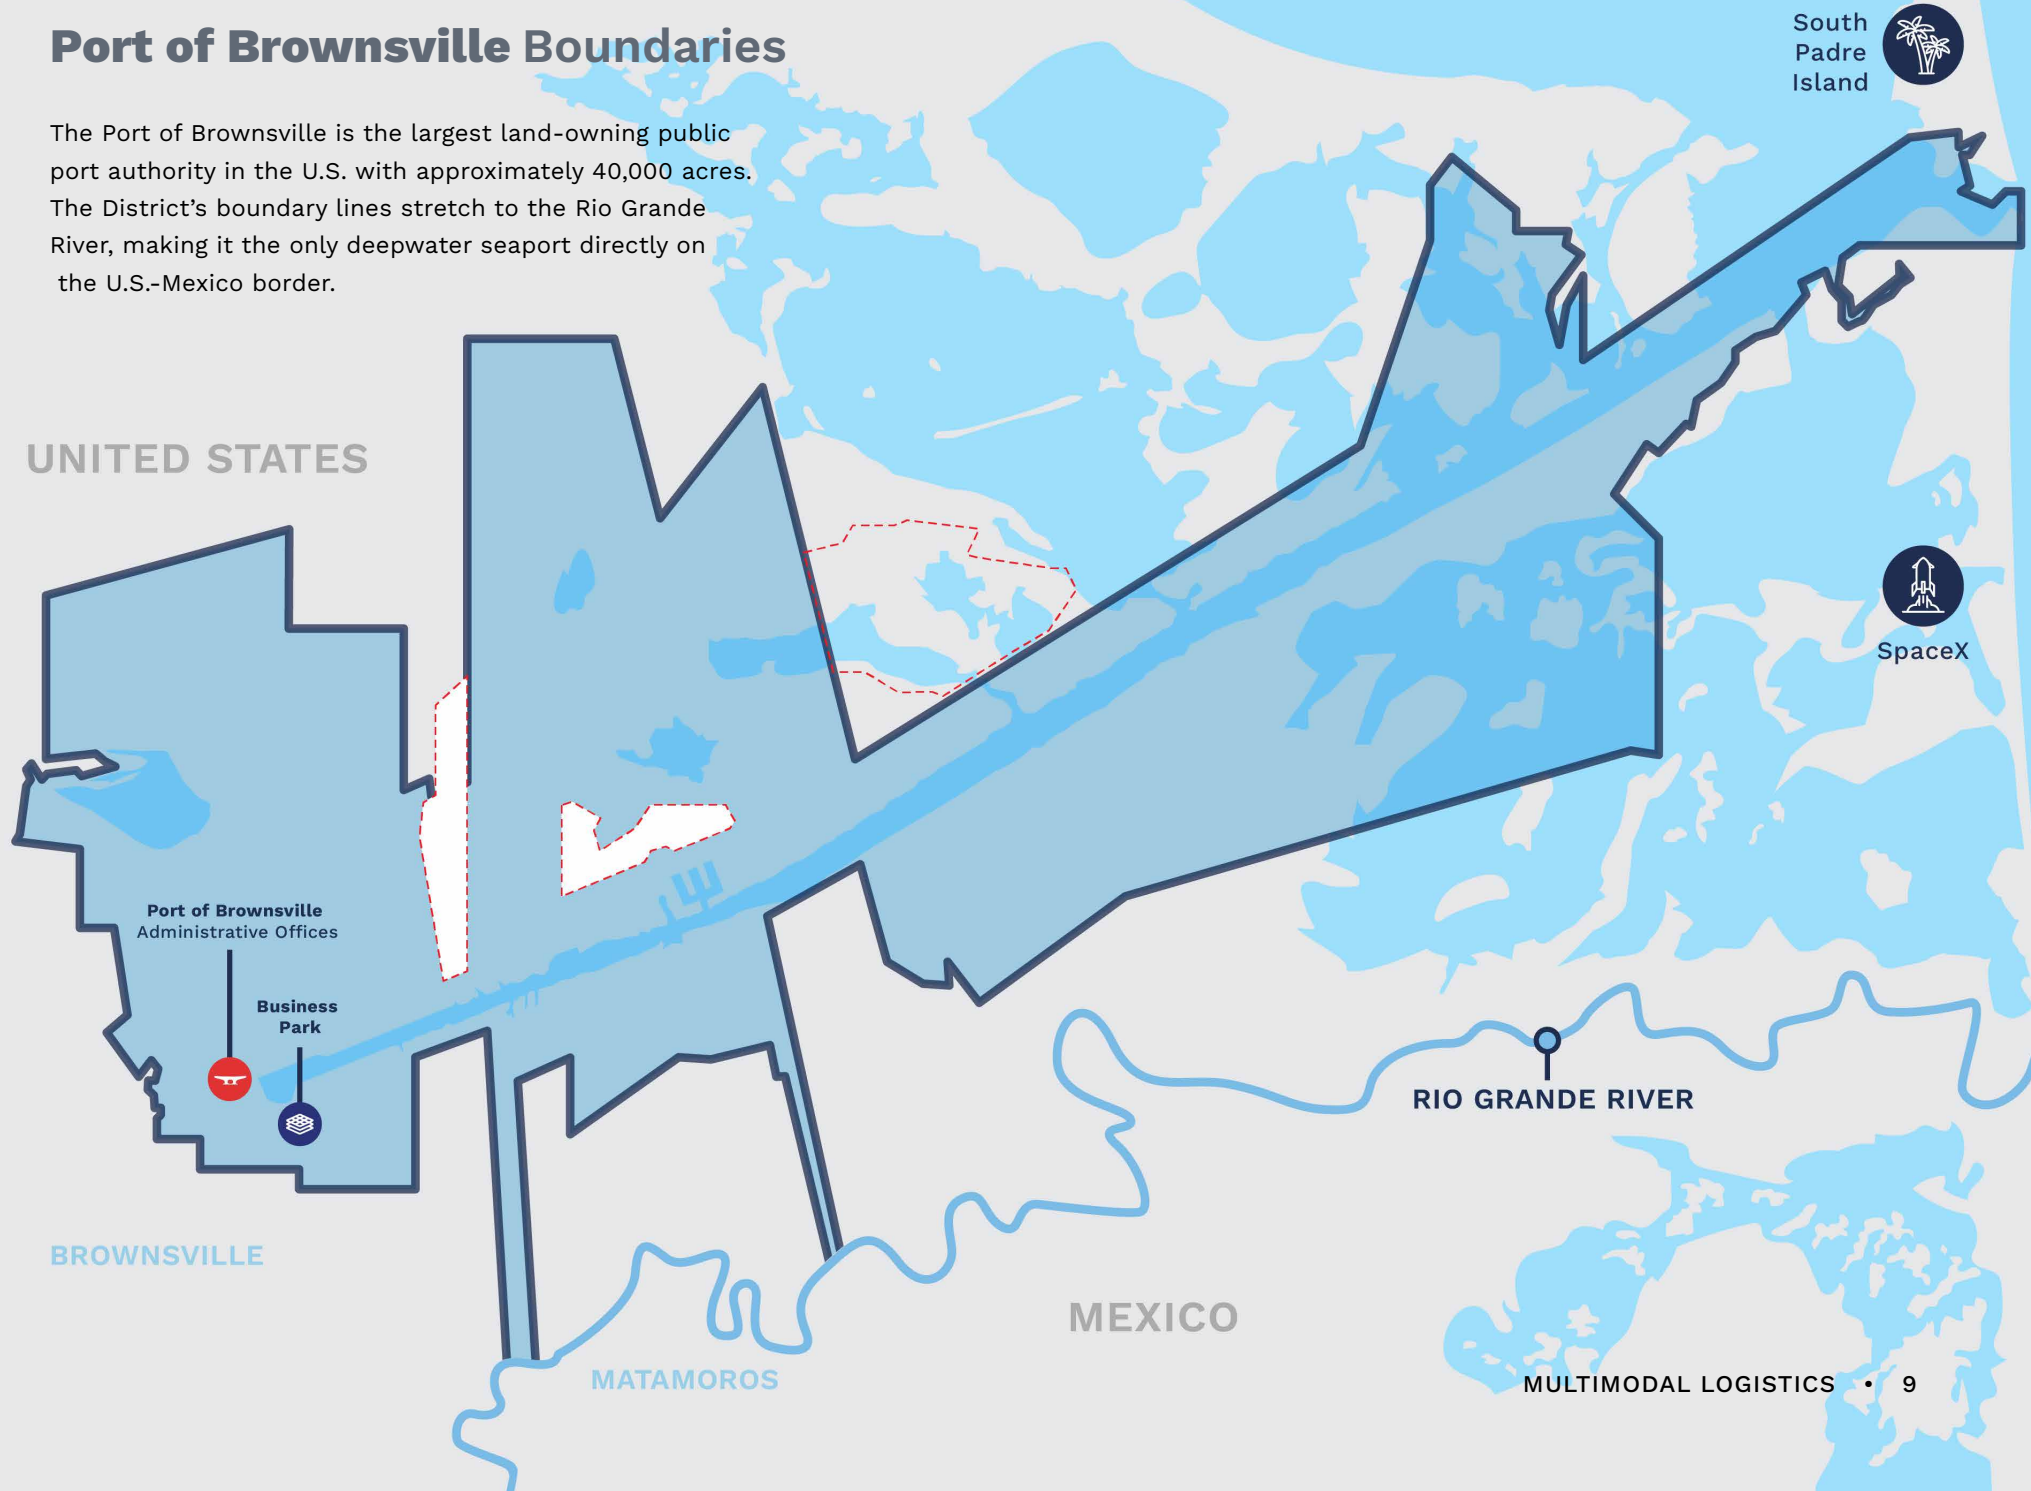 Port of Brownsville Boundaries
The Port of Brownsville is the largest land-owning public
port authority in the U.S. with approximately 40,000 acres.
The District’s boundary lines stretch to the Rio Grande
River, making it the only deepwater seaport directly on
the U.S.-Mexico border.
South
Padre
Island
UNITED STATES
SpaceX
Port of Brownsville
Administrative Offices
Business
Park
RIO GRANDE RIVER
BROWNSVILLE
MEXICO
MATAMOROS
MULTIMODAL LOGISTICS • 9